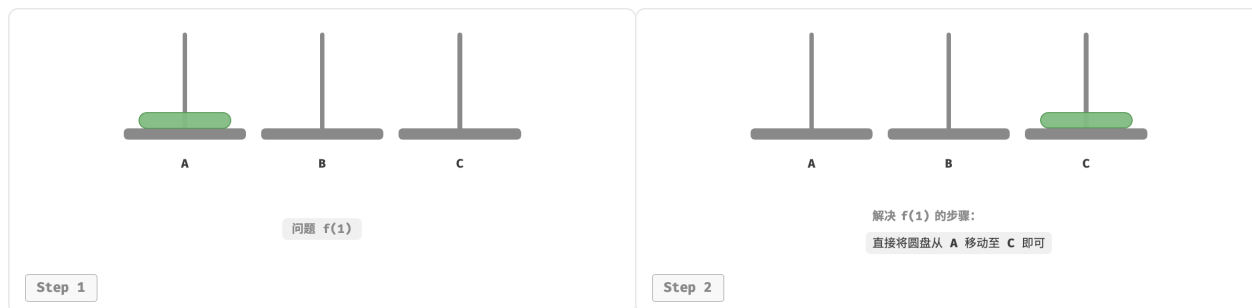 A B C
问题 f(1)
Step 1
A B C
解决 f(1) 的步骤：
直接将圆盘从 A 移动至 C 即可
Step 2